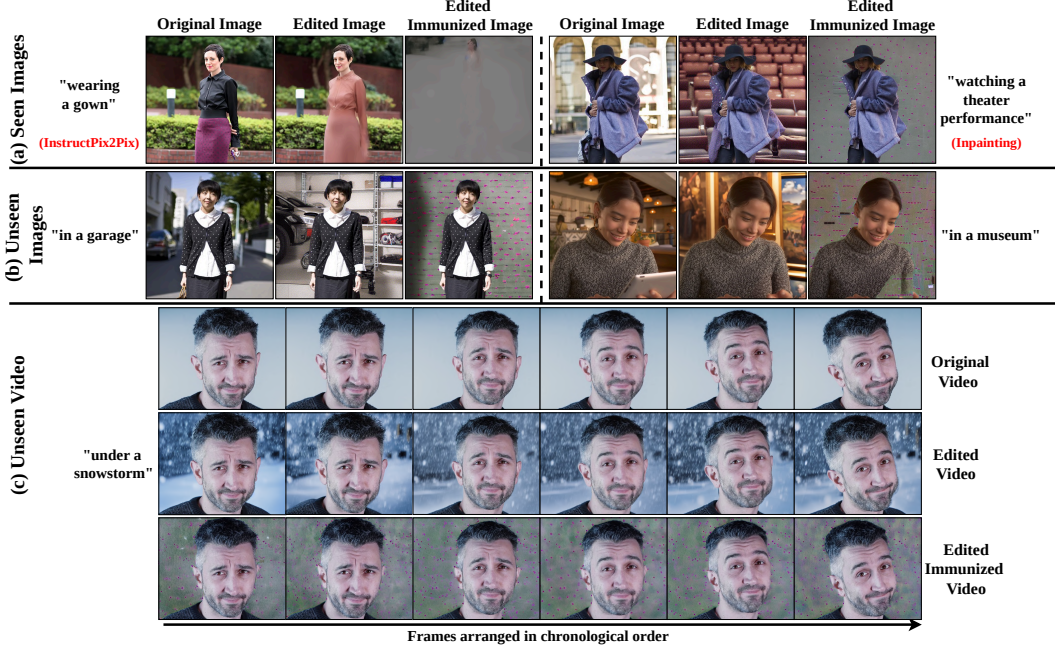 Original Image
Edited Image
Edited
Immunized Image
Original Image
Edited Image
Edited
Immunized Image
(a) Seen Images
"wearing
a gown"
(InstructPix2Pix)
"watching a
theater
performance"
(Inpainting)
(b) Unseen
Images
"in a garage"
"in a museum"
(c) Unseen Video
"under a
snowstorm"
Original
Video
Edited
Video
Edited
Immunized
Video
Frames arranged in chronological order